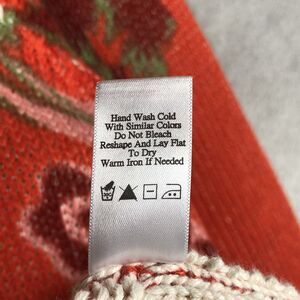 Hand Wash Cold
With Similar Colors
Do Not Bleach
Reshape And Lay Flat
To Dry
Warm Iron If Needed